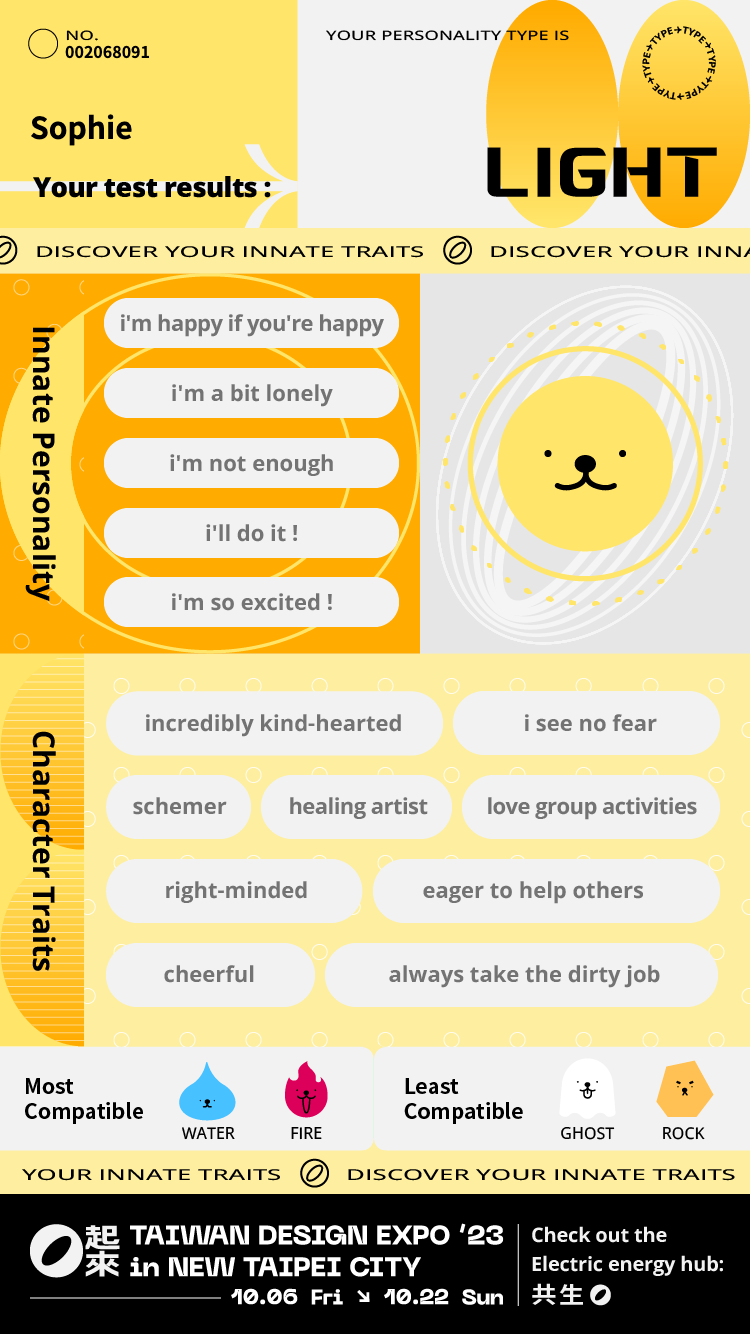 NO.
002068091
YOUR PERSONALITY TYPE IS
TYPE→TYPE→TYPE→TYPE→TYPE→TYPE→TYPE→
Sophie
Your test results :
LIGHT
DISCOVER YOUR INNATE TRAITS DISCOVER YOUR INNA
Innate Personality
i'm happy if you're happy
i'm a bit lonely
i'm not enough
i'll do it !
i'm so excited !
Character Traits
incredibly kind-hearted i see no fear
schemer healing artist love group activities
right-minded eager to help others
cheerful always take the dirty job
Most
Compatible
WATER FIRE
Least
Compatible
GHOST ROCK
YOUR INNATE TRAITS DISCOVER YOUR INNATE TRAITS
起來
TAIWAN DESIGN EXPO '23
in NEW TAIPEI CITY
10.06 Fri ↘ 10.22 Sun
Check out the
Electric energy hub:
共生